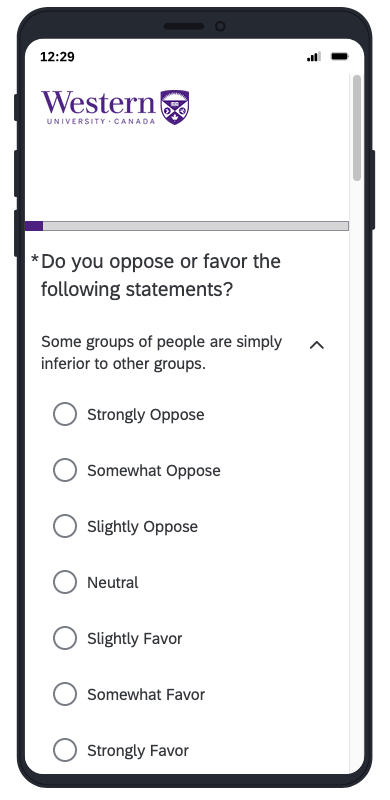 12:29
Western
UNIVERSITY · CANADA
*Do you oppose or favor the
following statements?
Some groups of people are simply
inferior to other groups.
Strongly Oppose
Somewhat Oppose
Slightly Oppose
Neutral
Slightly Favor
Somewhat Favor
Strongly Favor